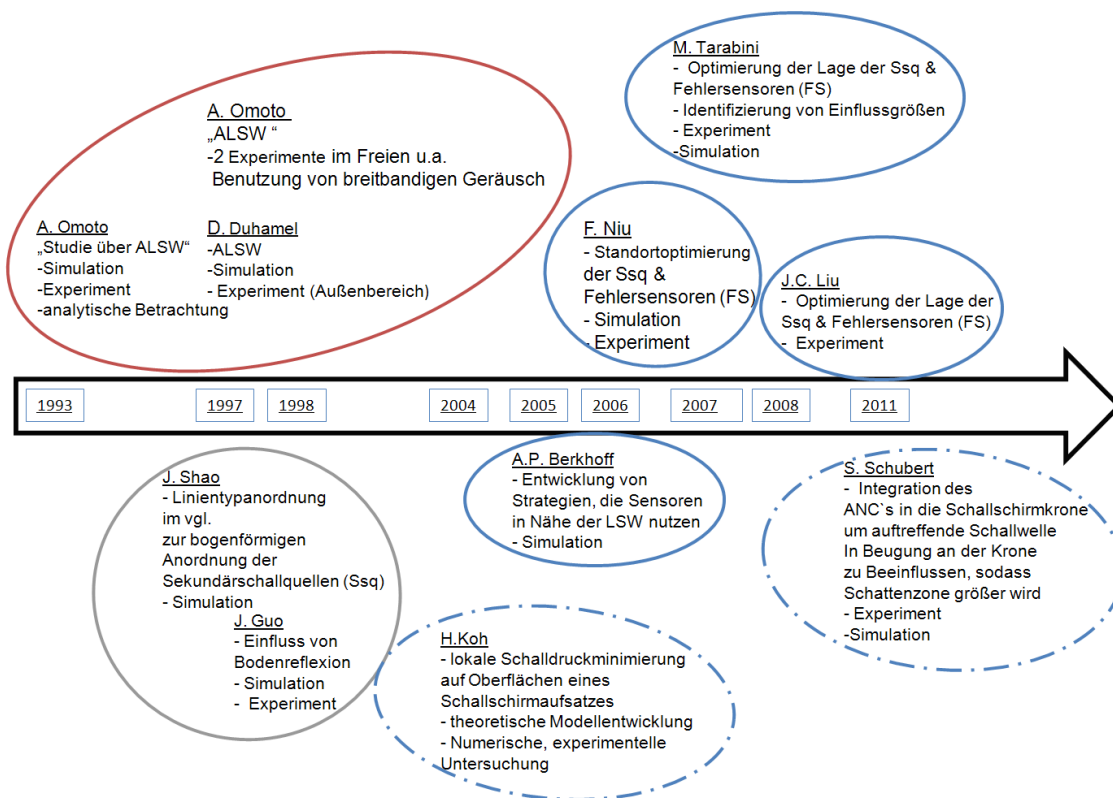 M. Tarabini
- Optimierung der Lage der Ssq &
Fehlersensoren (FS)
- Identifizierung von Einflussgrößen
- Experiment
-Simulation
A. Omoto
„ALSW “
-2 Experimente im Freien u.a.
Benutzung von breitbandigen Geräusch
A. Omoto
„Studie über ALSW“
-Simulation
-Experiment
-analytische Betrachtung
D. Duhamel
-ALSW
-Simulation
- Experiment (Außenbereich)
F. Niu
- Standortoptimierung
der Ssq &
Fehlersensoren (FS)
- Simulation
- Experiment
J.C. Liu
- Optimierung der Lage der
Ssq & Fehlersensoren (FS)
- Experiment
1993
1997
1998
2004
2005
2006
2007
2008
2011
J. Shao
- Linientypanordnung
im vgl.
zur bogenförmigen
Anordnung der
Sekundärschallquellen (Ssq)
- Simulation
J. Guo
- Einfluss von
Bodenreflexion
- Simulation
- Experiment
A.P. Berkhoff
- Entwicklung von
Strategien, die Sensoren
in Nähe der LSW nutzen
- Simulation
H.Koh
- lokale Schalldruckminimierung
auf Oberflächen eines
Schallschirmaufsatzes
- theoretische Modellentwicklung
- Numerische, experimentelle
Untersuchung
S. Schubert
- Integration des
ANC`s in die Schallschirmkrone
um auftreffende Schallwelle
In Beugung an der Krone
zu Beeinflussen, sodass
Schattenzone größer wird
- Experiment
-Simulation